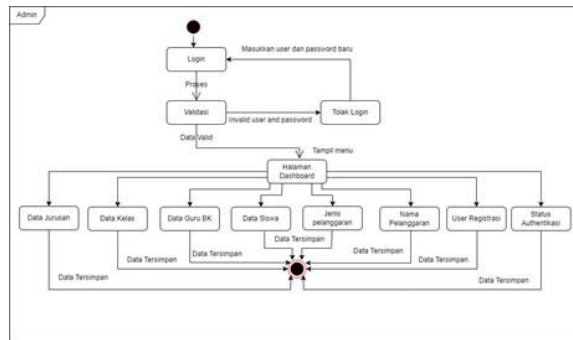 Admin
Masukkan user dan password baru
Login
Proses
Validasi
Invalid user and password
Tolak Login
Data Valid
Tampil menu
Halaman
Dashboard
Data Jurusan
Data Kelas
Data Guru BK
Data Siswa
Jenis
pelanggaran
Nama
Pelanggaran
User Registrasi
Status
Authentikasi
Data Tersimpan
Data Tersimpan
Data Tersimpan
Data Tersimpan
Data Tersimpan
Data Tersimpan
Data Tersimpan
Data Tersimpan